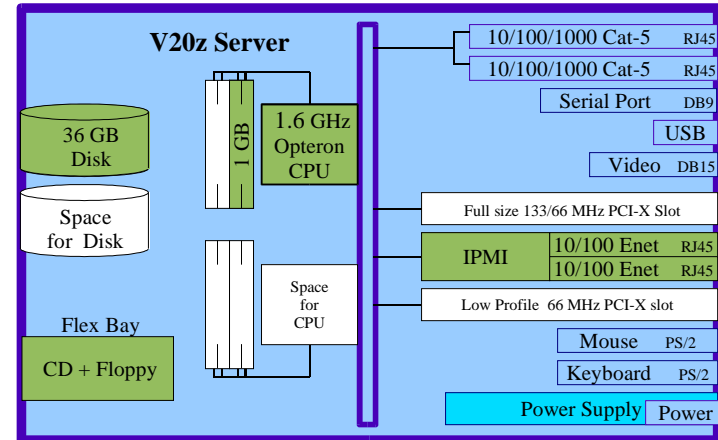 V20z Server
36 GB
Disk
Space
for Disk
Flex Bay
CD + Floppy
1 GB
1.6 GHz
Opteron
CPU
Space
for
CPU
10/100/1000 Cat-5 RJ45
10/100/1000 Cat-5 RJ45
Serial Port DB9
USB
Video DB15
Full size 133/66 MHz PCI-X Slot
IPMI
10/100 Enet RJ45
10/100 Enet RJ45
Low Profile 66 MHz PCI-X slot
Mouse PS/2
Keyboard PS/2
Power Supply
Power